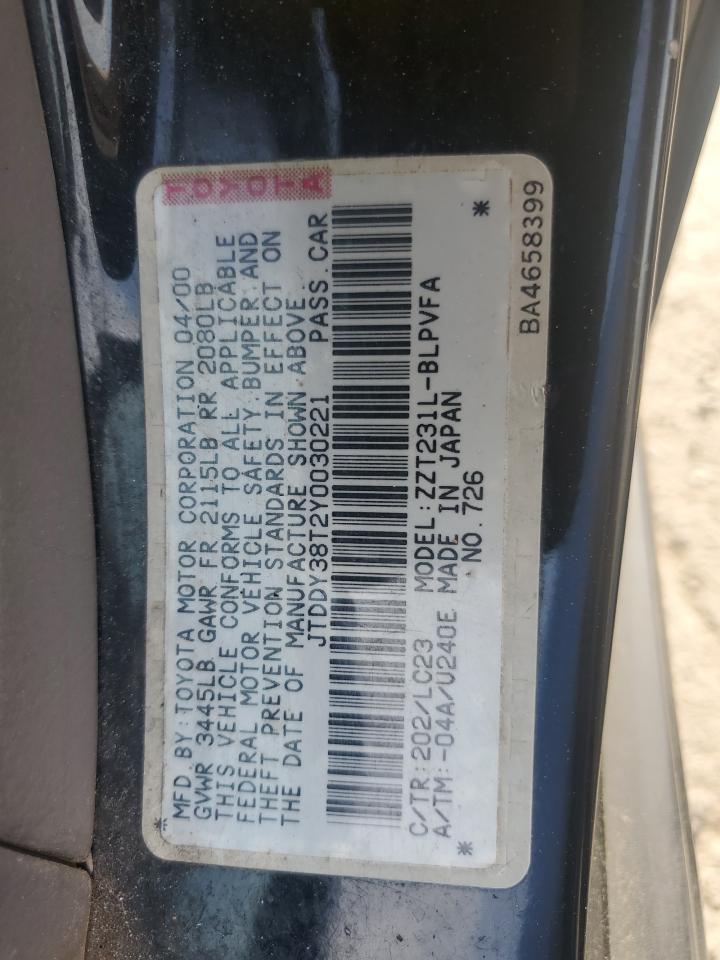 TOYOTA
MFD. BY: TOYOTA MOTOR CORPORATION 04/00
GVWR 3445LB GAWR FR 2115LB RR 2080LB
THIS VEHICLE CONFORMS TO ALL APPLICABLE
FEDERAL MOTOR VEHICLE SAFETY, BUMPER AND
THEFT PREVENTION STANDARDS IN EFFECT ON
THE DATE OF MANUFACTURE SHOWN ABOVE.
JTDDY38T2Y0030221 PASS.CAR
C/TR:202/LC23 MODEL:ZZT231L-BLPVFA
A/TM:-04A/U240E MADE IN JAPAN
NO.726
BA4658399